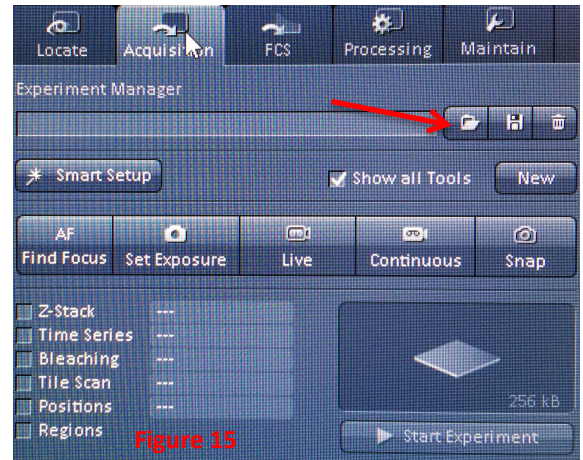 Locate Acquisition FCS Processing Maintain
Experiment Manager
Smart Setup Show all Tools New
AF
Find Focus Set Exposure Live Continuous Snap
Z-Stack ---
Time Series ---
Bleaching ---
Tile Scan ---
Positions ---
Regions
256 kB
Start Experiment
Figure 15